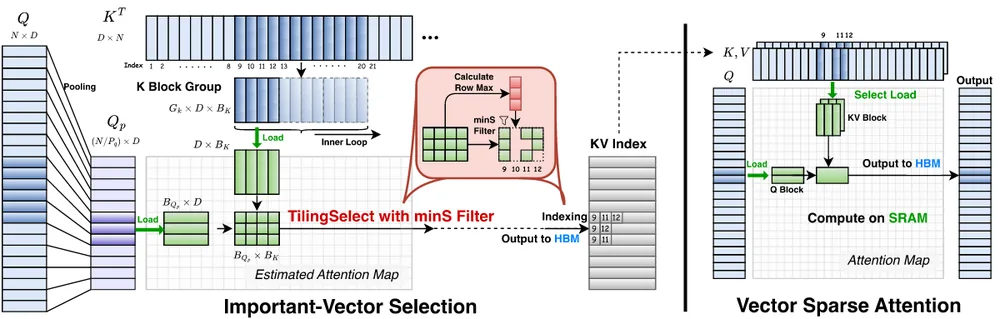 Q
N × D
Pooling
Q_p
(N/P_q) × D
K^T
D × N
Index 1 2 · · · · · · 8 9 10 11 12 13 · · · · · · · 20 21
...
K Block Group
G_k × D × B_K
Load
Inner Loop
D × B_K
Load
B_{Q_p} × D
B_{Q_p} × B_K
TilingSelect with minS Filter
Calculate
Row Max
minS
Filter
9 10 11 12
Indexing
Output to HBM
Estimated Attention Map
KV Index
9 11 12
9 12
9 11
Important-Vector Selection
K, V
9 11 12
Q
Select Load
KV Block
Load
Q Block
Output to HBM
Compute on SRAM
Attention Map
Output
Vector Sparse Attention